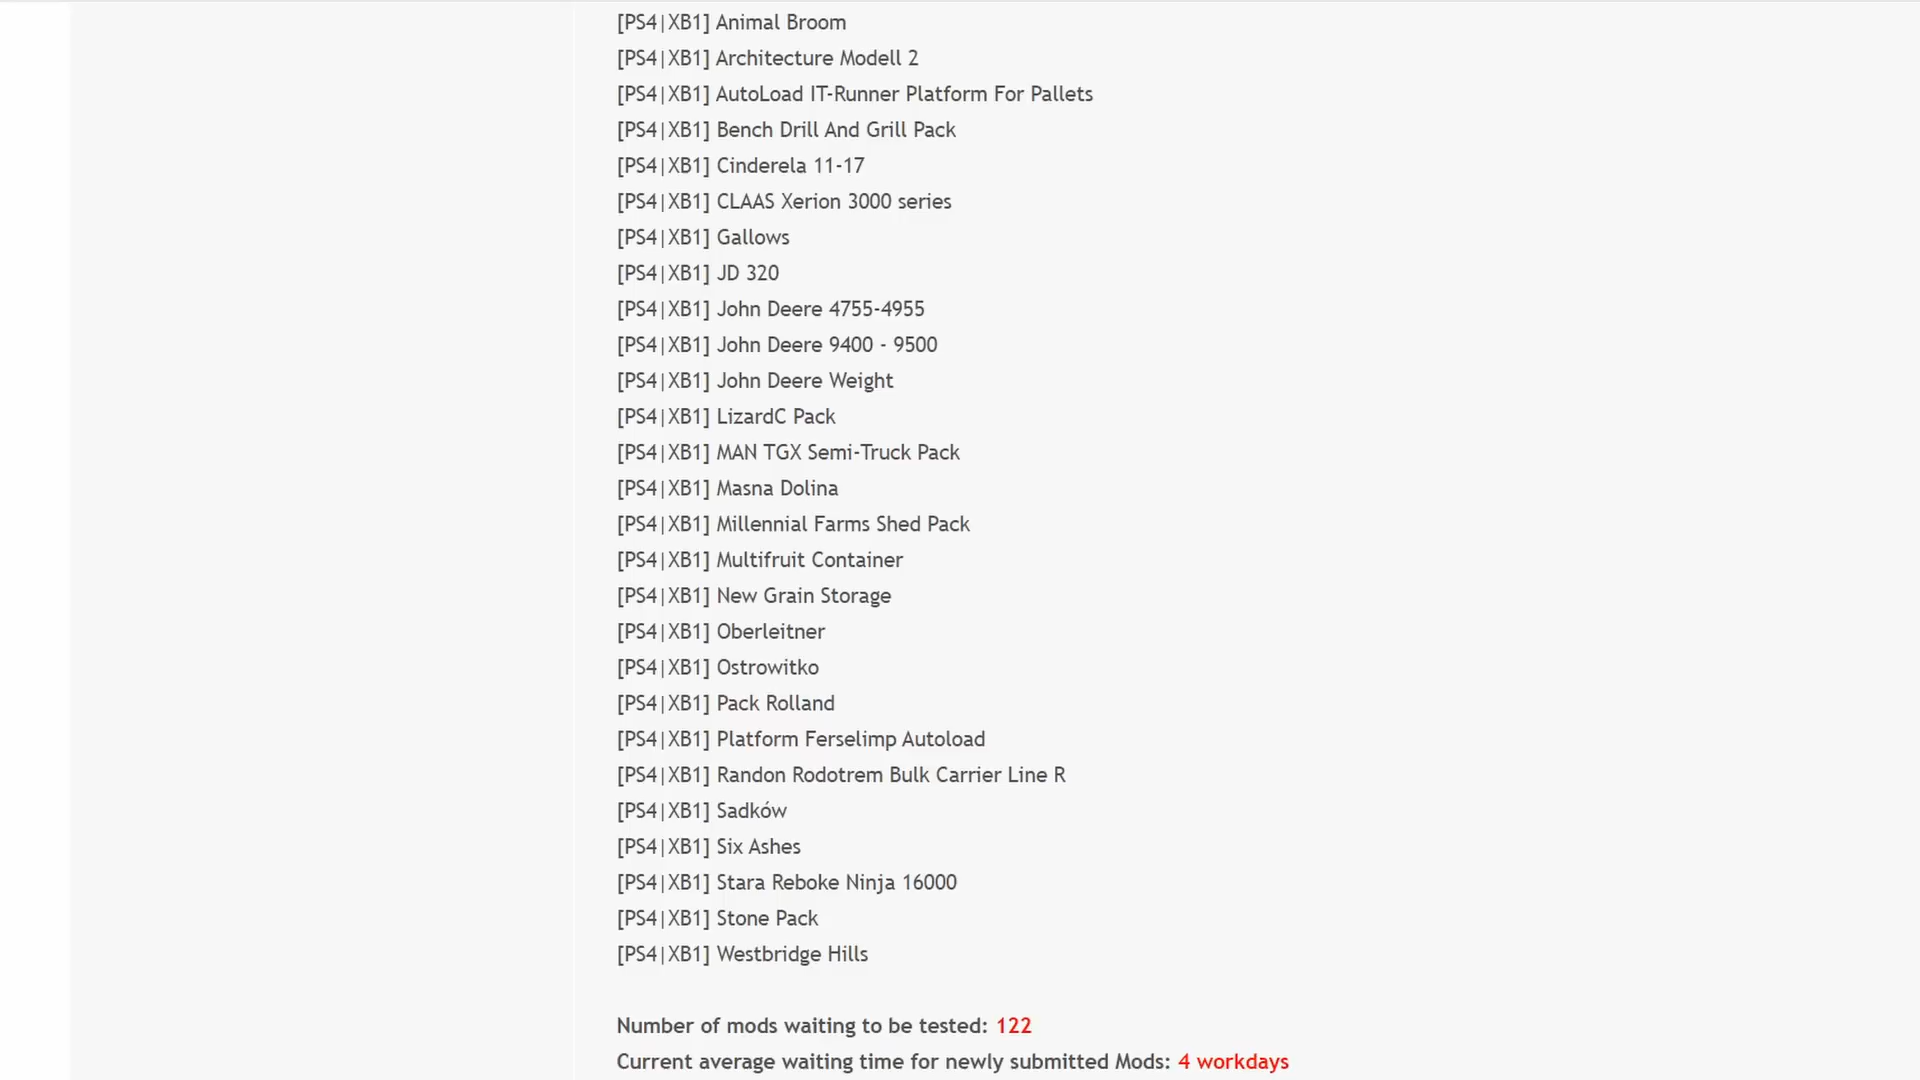 [PS4|XB1] Animal Broom
[PS4|XB1] Architecture Modell 2
[PS4|XB1] AutoLoad IT-Runner Platform For Pallets
[PS4|XB1] Bench Drill And Grill Pack
[PS4|XB1] Cinderela 11-17
[PS4|XB1] CLAAS Xerion 3000 series
[PS4|XB1] Gallows
[PS4|XB1] JD 320
[PS4|XB1] John Deere 4755-4955
[PS4|XB1] John Deere 9400 - 9500
[PS4|XB1] John Deere Weight
[PS4|XB1] LizardC Pack
[PS4|XB1] MAN TGX Semi-Truck Pack
[PS4|XB1] Masna Dolina
[PS4|XB1] Millennial Farms Shed Pack
[PS4|XB1] Multifruit Container
[PS4|XB1] New Grain Storage
[PS4|XB1] Oberleitner
[PS4|XB1] Ostrowitko
[PS4|XB1] Pack Rolland
[PS4|XB1] Platform Ferselimp Autoload
[PS4|XB1] Randon Rodotrem Bulk Carrier Line R
[PS4|XB1] Sadków
[PS4|XB1] Six Ashes
[PS4|XB1] Stara Reboke Ninja 16000
[PS4|XB1] Stone Pack
[PS4|XB1] Westbridge Hills
Number of mods waiting to be tested: 122
Current average waiting time for newly submitted Mods: 4 workdays